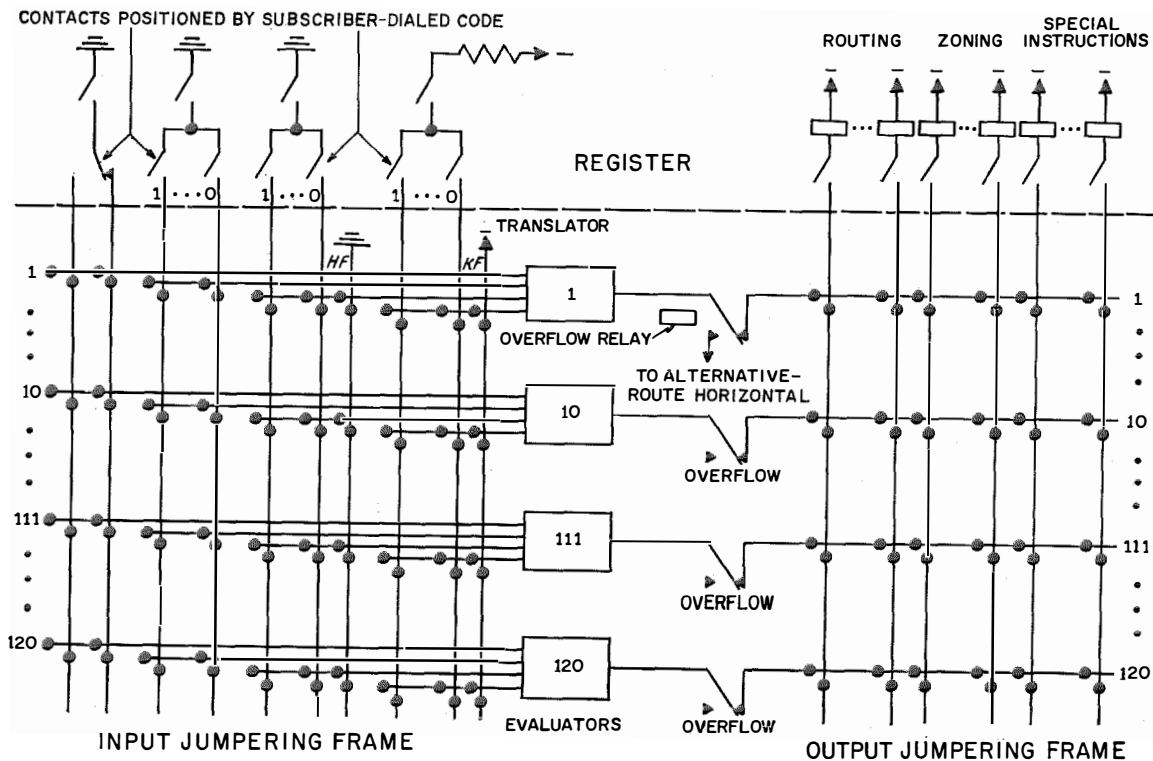 CONTACTS POSITIONED BY SUBSCRIBER-DIALED CODE
SPECIAL
ROUTING ZONING INSTRUCTIONS
REGISTER
1 ••• 0 1 ••• 0 1 ••• 0
TRANSLATOR
HF KF
1 1 1
OVERFLOW RELAY
TO ALTERNATIVE-
ROUTE HORIZONTAL
10 10 10
OVERFLOW
111 111 111
OVERFLOW
120 120 120
EVALUATORS OVERFLOW
INPUT JUMPERING FRAME OUTPUT JUMPERING FRAME